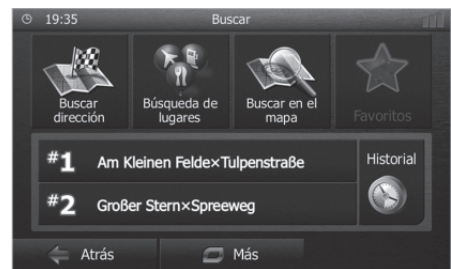 19:35 Buscar
Buscar dirección
Búsqueda de lugares
Buscar en el mapa
Favoritos
#1 Am Kleinen Felde×Tulpenstraße
Historial
#2 Großer Stern×Spreeweg
Atrás
Más